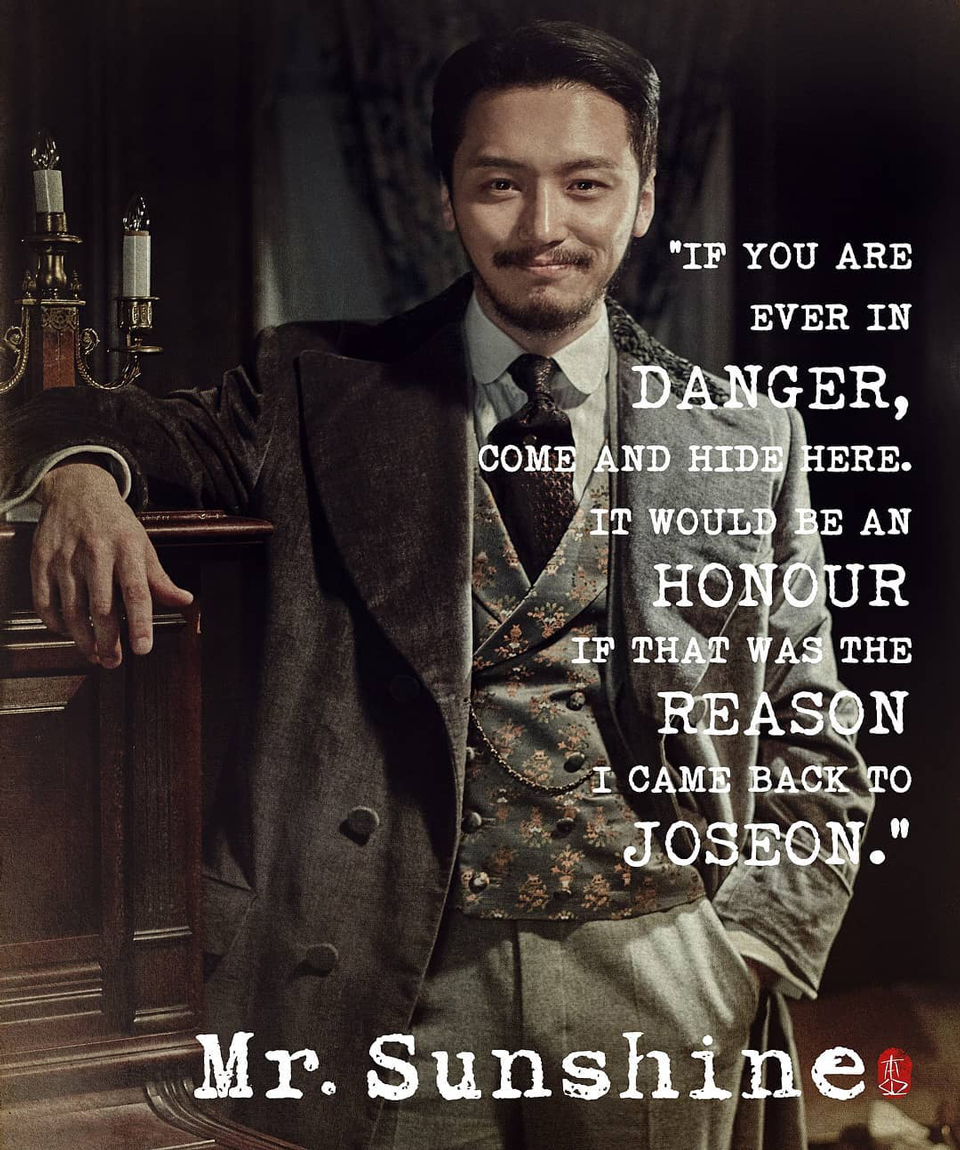 "IF YOU ARE
EVER IN
DANGER,
COME AND HIDE HERE.
IT WOULD BE AN
HONOUR
IF THAT WAS THE
REASON
I CAME BACK TO
JOSEON."
Mr. Sunshine